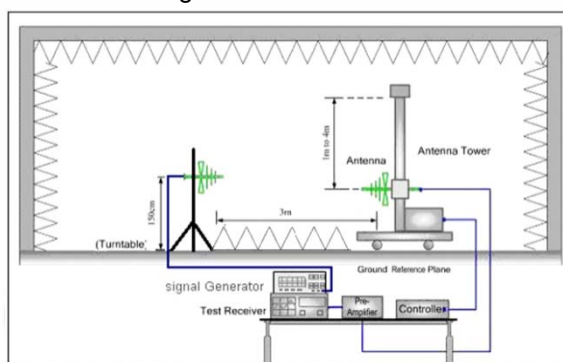 1m to 4m
Antenna
Antenna Tower
150cm
3m
(Turntable)
Ground Reference Plane
signal Generator
Test Receiver
Pre-
Amplifier
Controller